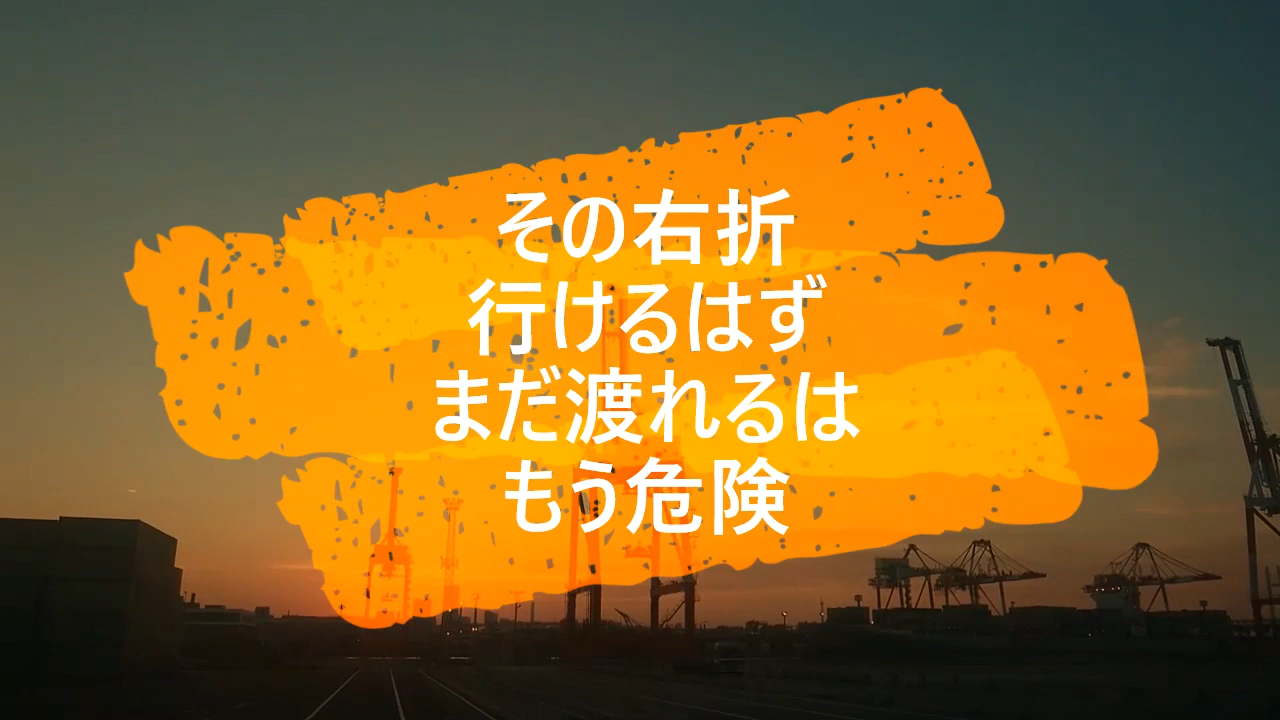 その右折
行けるはず
まだ渡れるは
もう危険